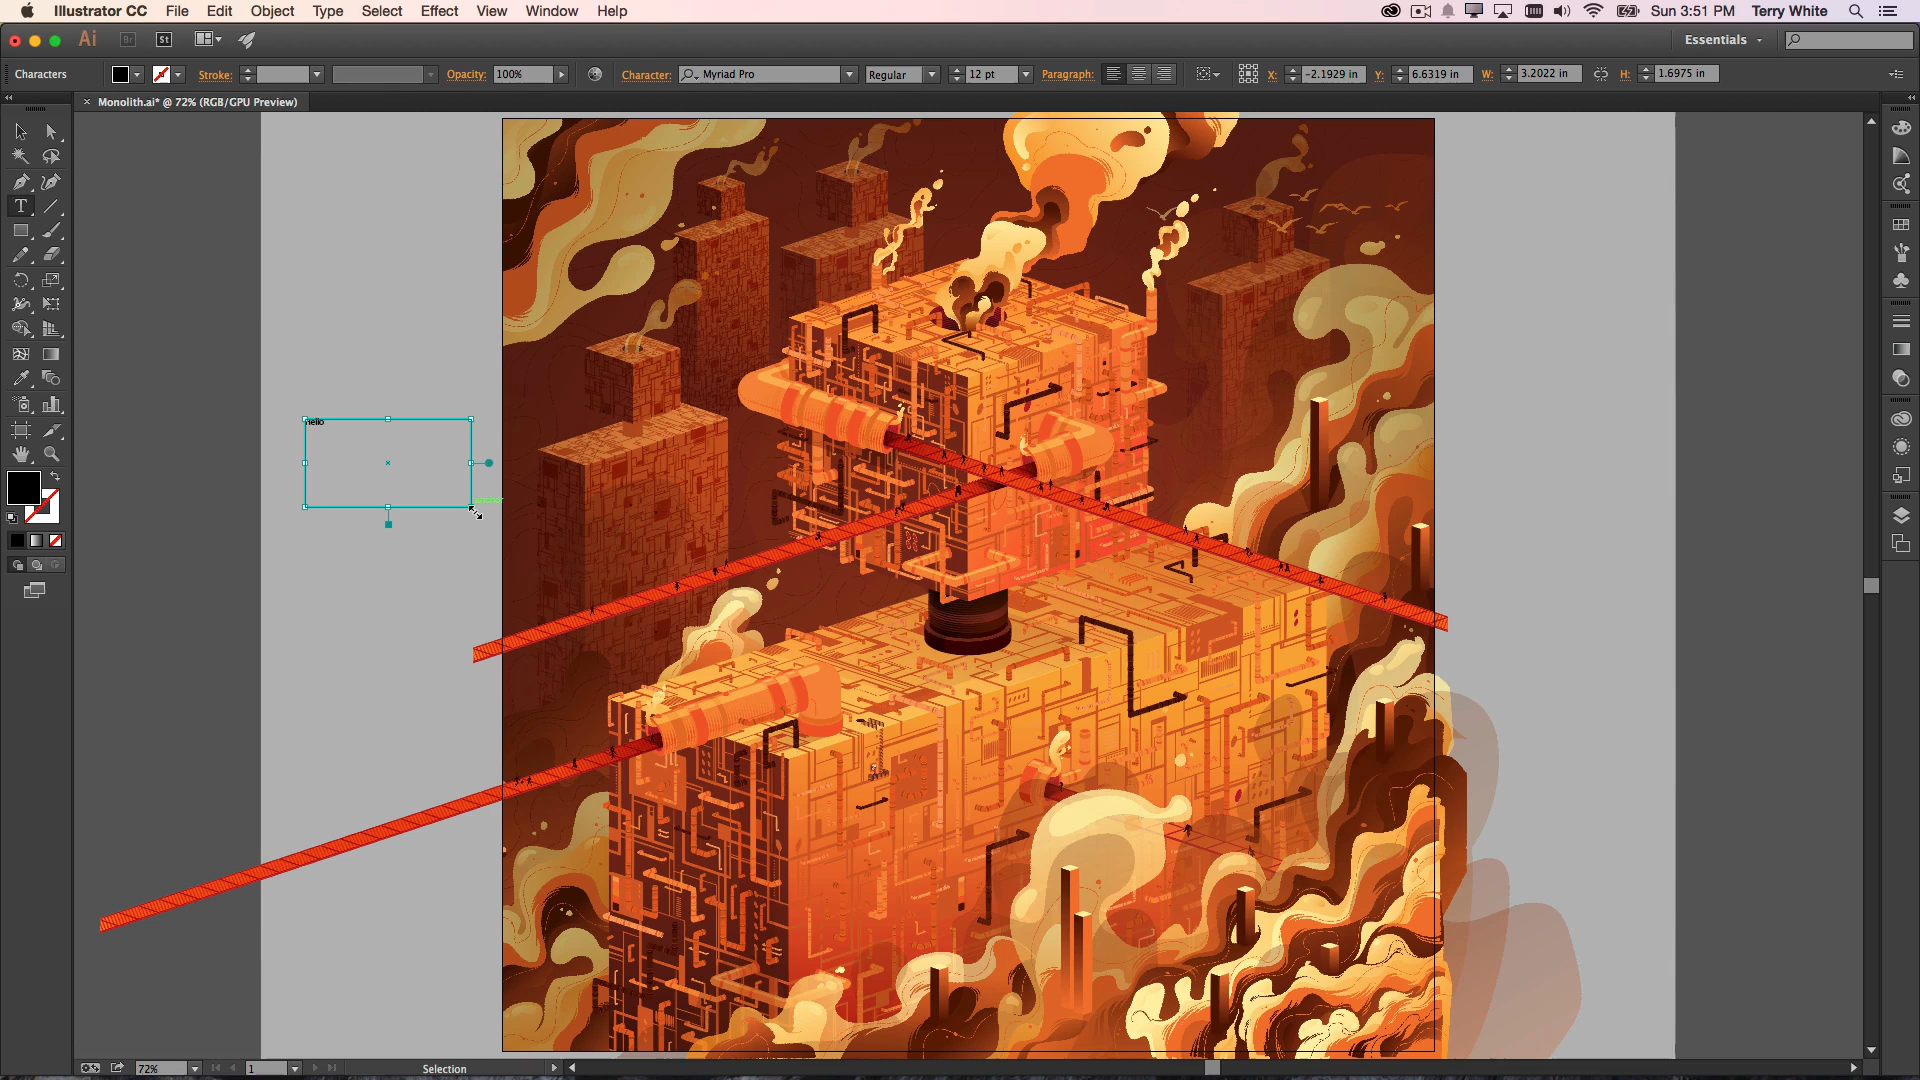 Illustrator CC File Edit Object Type Select Effect View Window Help Sun 3:51 PM Terry White
Ai Br St Essentials
Characters Stroke: Opacity: 100% Character: Myriad Pro Regular 12 pt Paragraph: X: -2.1929 in Y: 6.6319 in W: 3.2022 in H: 1.6975 in
× Monolith.ai* @ 72% (RGB/GPU Preview)
T
Hello
72% 1 Selection